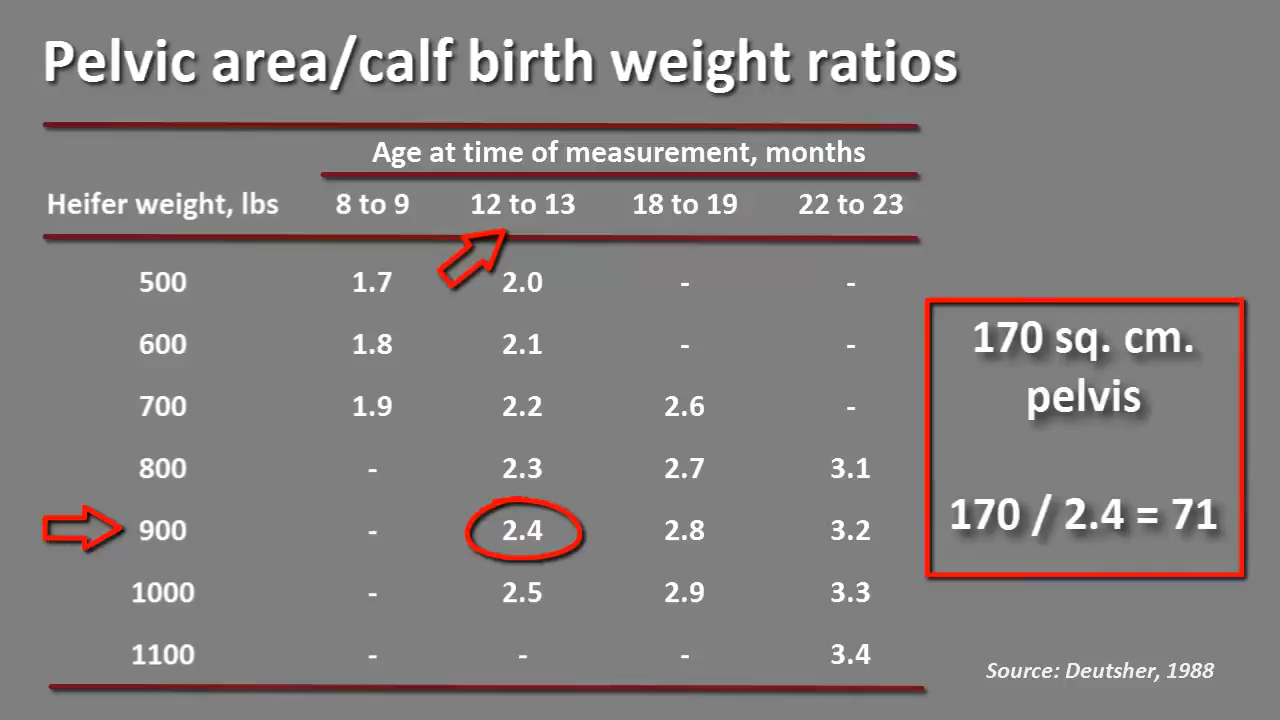 Pelvic area/calf birth weight ratios
Age at time of measurement, months
Heifer weight, lbs 8 to 9 12 to 13 18 to 19 22 to 23
500 1.7 2.0 - -
600 1.8 2.1 - -
700 1.9 2.2 2.6 -
800 - 2.3 2.7 3.1
900 - 2.4 2.8 3.2
1000 - 2.5 2.9 3.3
1100 - - - 3.4
170 sq. cm.
pelvis
170 / 2.4 = 71
Source: Deutsher, 1988